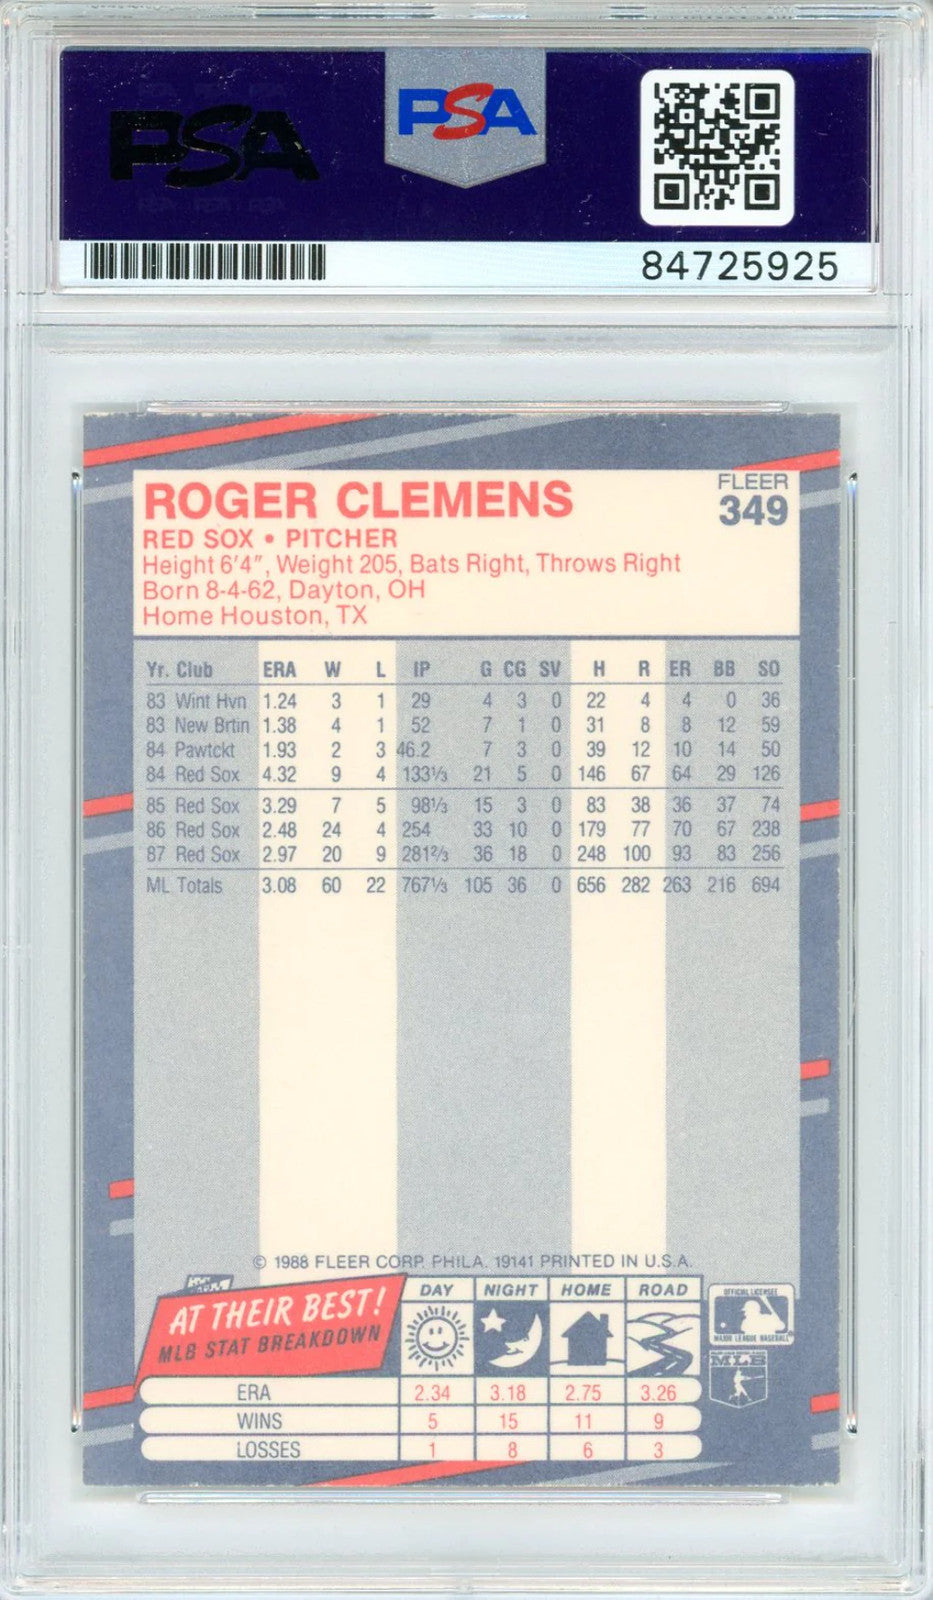 PSA
PSA
84725925
ROGER CLEMENS
FLEER
349
RED SOX • PITCHER
Height 6'4", Weight 205, Bats Right, Throws Right
Born 8-4-62, Dayton, OH
Home Houston, TX
Yr. Club ERA W L IP G CG SV H R ER BB SO
83 Wint Hvn 1.24 3 1 29 4 3 0 22 4 4 0 36
83 New Brtin 1.38 4 1 52 7 1 0 31 8 8 12 59
84 Pawtckt 1.93 2 3 46.2 7 3 0 39 12 10 14 50
84 Red Sox 4.32 9 4 133⅓ 21 5 0 146 67 64 29 126
85 Red Sox 3.29 7 5 98⅓ 15 3 0 83 38 36 37 74
86 Red Sox 2.48 24 4 254 33 10 0 179 77 70 67 238
87 Red Sox 2.97 20 9 281⅔ 36 18 0 248 100 93 83 256
ML Totals 3.08 60 22 767⅓ 105 36 0 656 282 263 216 694
© 1988 FLEER CORP. PHILA. 19141 PRINTED IN U.S.A.
AT THEIR BEST!
MLB STAT BREAKDOWN
DAY NIGHT HOME ROAD
ERA 2.34 3.18 2.75 3.26
WINS 5 15 11 9
LOSSES 1 8 6 3
OFFICIAL LICENSEE
MAJOR LEAGUE BASEBALL
MLB